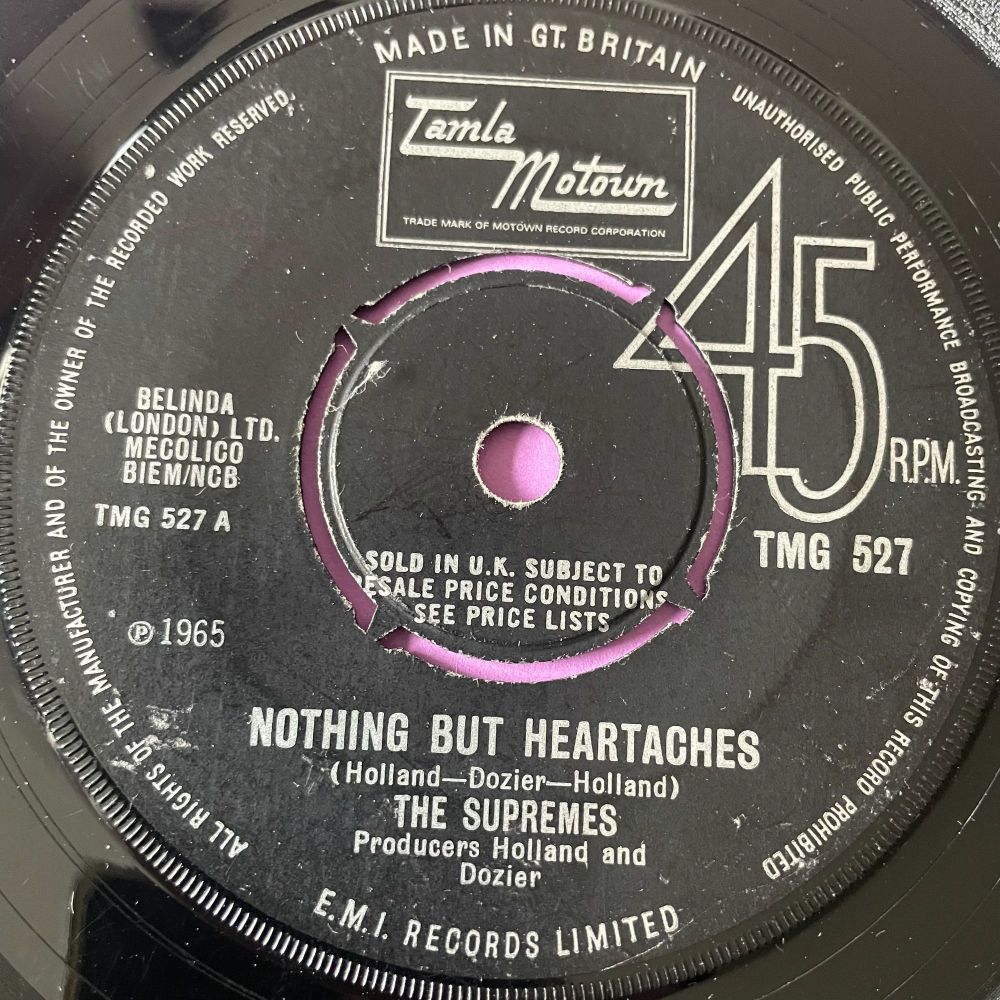 MADE IN GT. BRITAIN
Tamla
Motown
TRADE MARK OF MOTOWN RECORD CORPORATION
ALL RIGHTS OF THE MANUFACTURER AND OF THE OWNER OF THE RECORDED WORK RESERVED.
UNAUTHORISED PUBLIC PERFORMANCE BROADCASTING AND COPYING OF THIS RECORD PROHIBITED
45
R.P.M.
TMG 527
BELINDA
(LONDON) LTD.
MECOLICO
BIEM/NCB
TMG 527 A
SOLD IN U.K. SUBJECT TO
RESALE PRICE CONDITIONS
SEE PRICE LISTS
℗ 1965
NOTHING BUT HEARTACHES
(Holland—Dozier—Holland)
THE SUPREMES
Producers Holland and
Dozier
E.M.I. RECORDS LIMITED